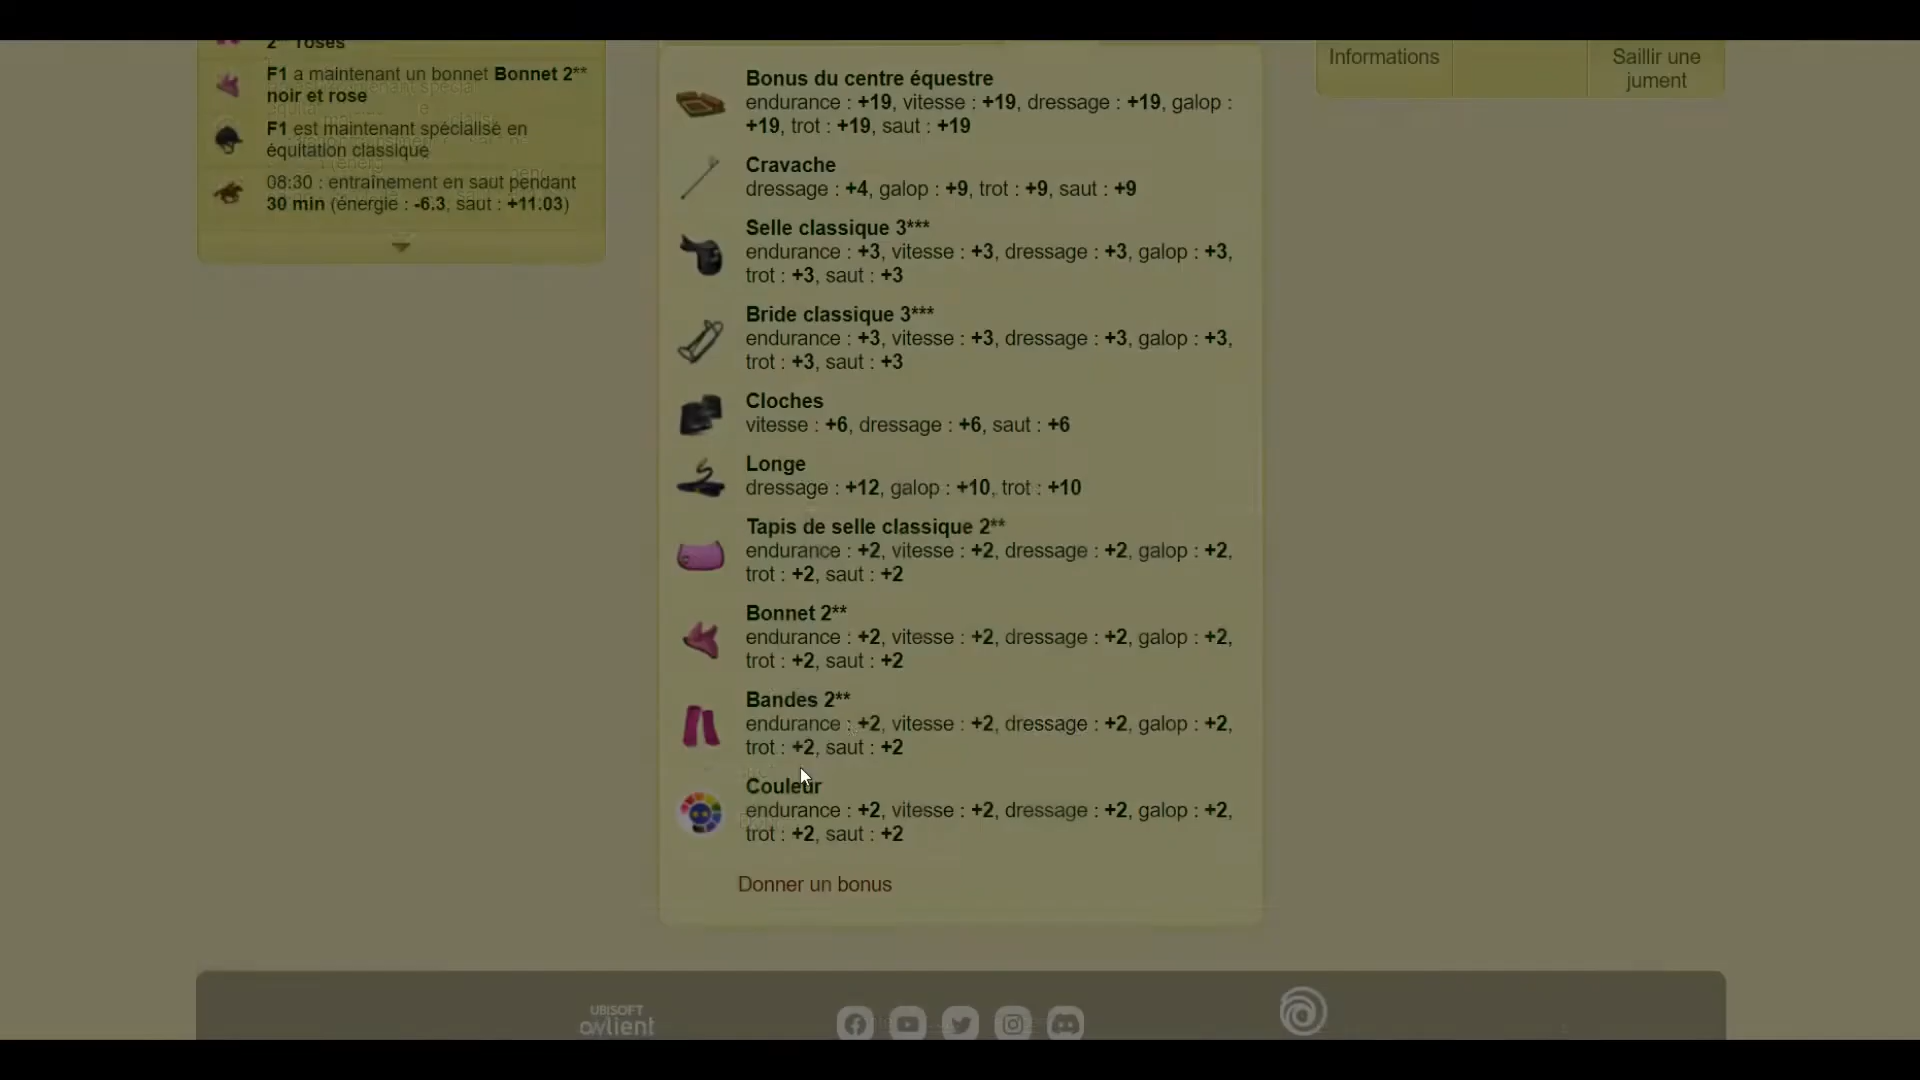 2** roses
F1 a maintenant un bonnet Bonnet 2**
noir et rose
F1 est maintenant spécialisé en
équitation classique
08:30 : entraînement en saut pendant
30 min (énergie : -6.3, saut : +11.03)
Bonus du centre équestre
endurance : +19, vitesse : +19, dressage : +19, galop :
+19, trot : +19, saut : +19
Cravache
dressage : +4, galop : +9, trot : +9, saut : +9
Selle classique 3***
endurance : +3, vitesse : +3, dressage : +3, galop : +3,
trot : +3, saut : +3
Bride classique 3***
endurance : +3, vitesse : +3, dressage : +3, galop : +3,
trot : +3, saut : +3
Cloches
vitesse : +6, dressage : +6, saut : +6
Longe
dressage : +12, galop : +10, trot : +10
Tapis de selle classique 2**
endurance : +2, vitesse : +2, dressage : +2, galop : +2,
trot : +2, saut : +2
Bonnet 2**
endurance : +2, vitesse : +2, dressage : +2, galop : +2,
trot : +2, saut : +2
Bandes 2**
endurance : +2, vitesse : +2, dressage : +2, galop : +2,
trot : +2, saut : +2
Couleur
endurance : +2, vitesse : +2, dressage : +2, galop : +2,
trot : +2, saut : +2
Donner un bonus
Informations
Saillir une
jument
UBISOFT
owlient